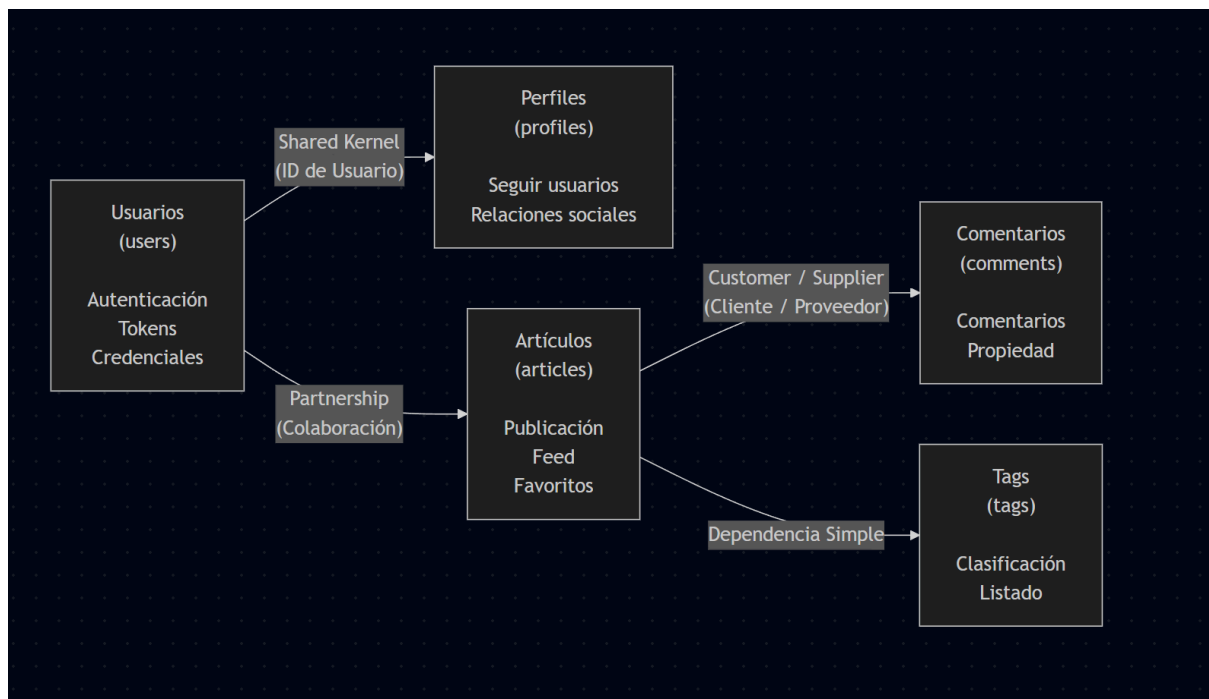 Perfiles
(profiles)
Seguir usuarios
Relaciones sociales
Shared Kernel
(ID de Usuario)
Usuarios
(users)
Autenticación
Tokens
Credenciales
Partnership
(Colaboración)
Artículos
(articles)
Publicación
Feed
Favoritos
Customer / Supplier
(Cliente / Proveedor)
Comentarios
(comments)
Comentarios
Propiedad
Dependencia Simple
Tags
(tags)
Clasificación
Listado